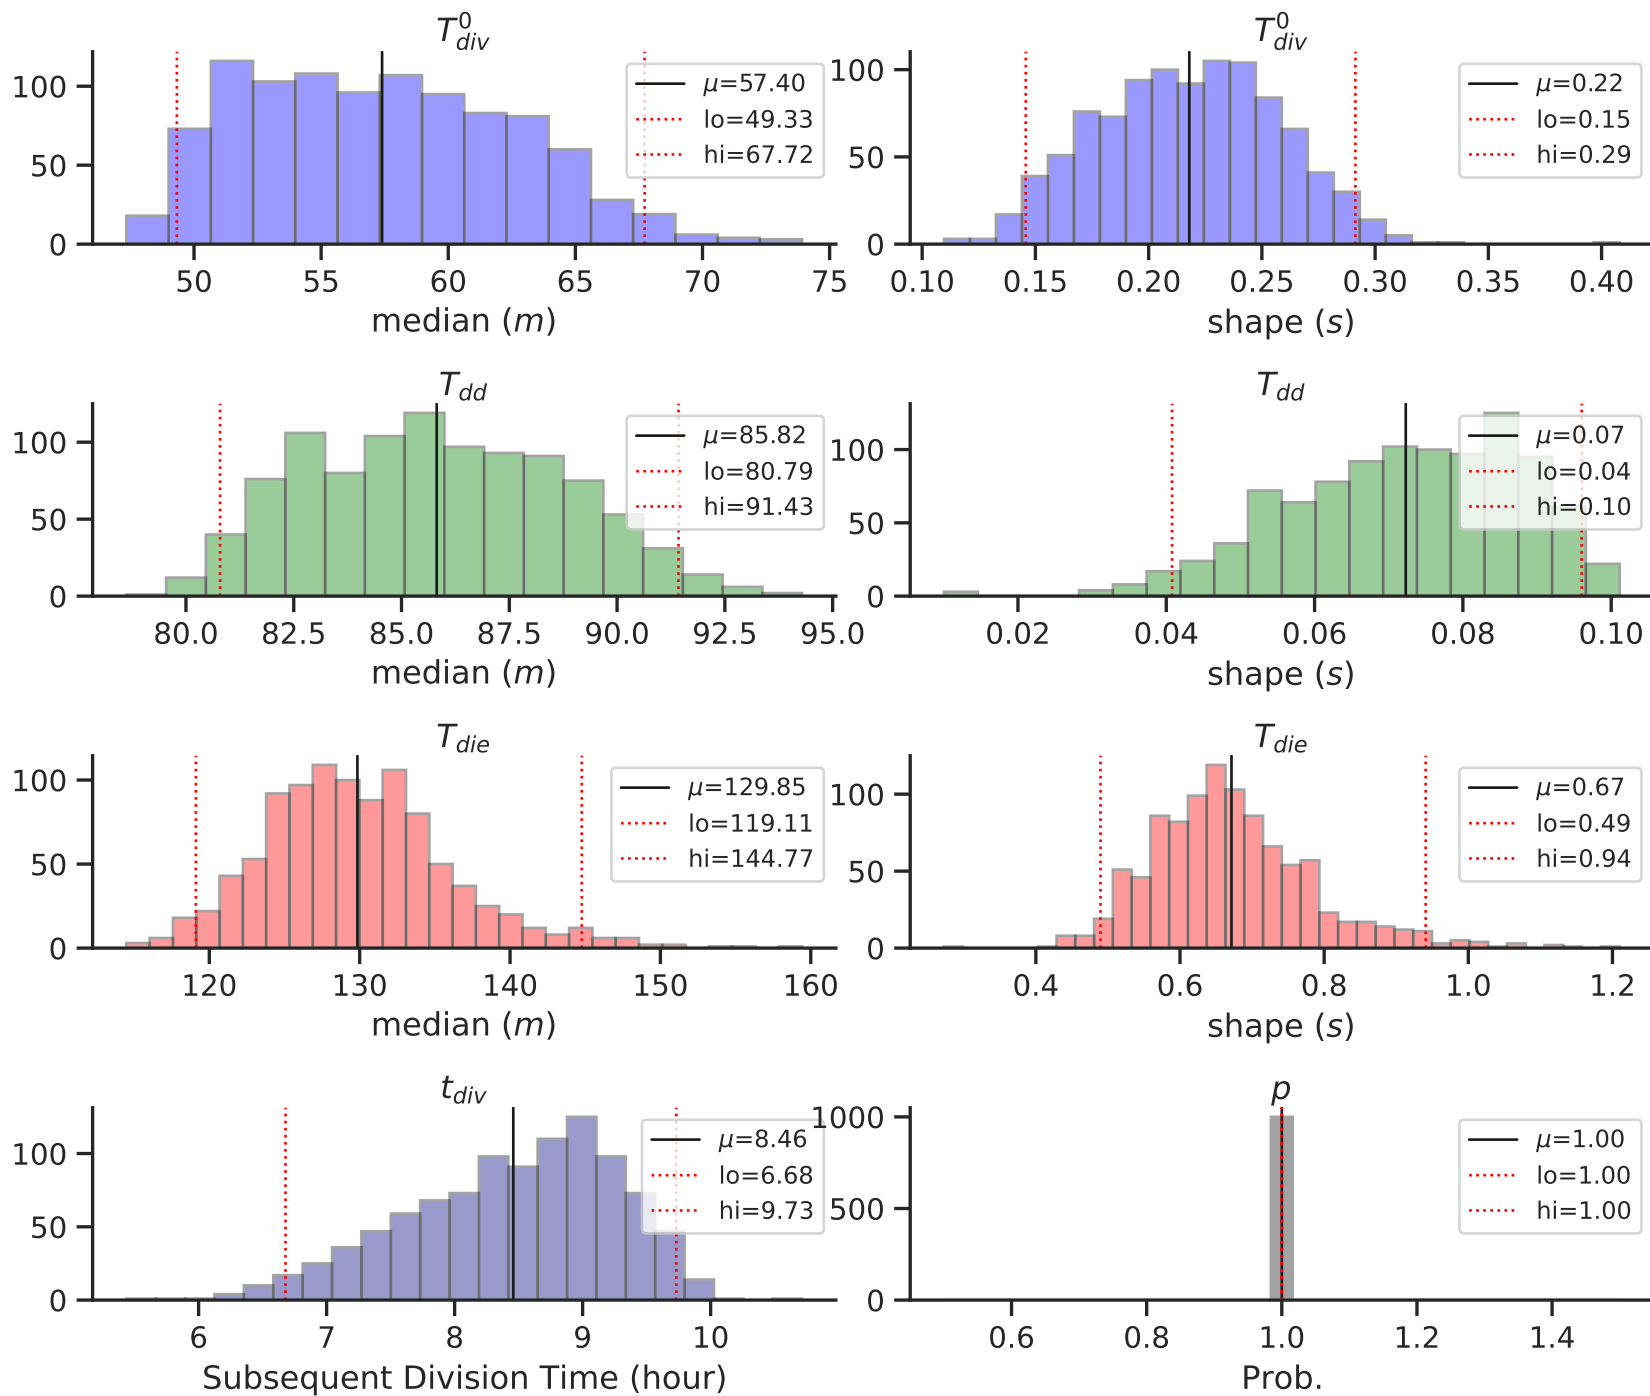 T⁰div
100
50
0
50 55 60 65 70 75
median (m)
μ=57.40
lo=49.33
hi=67.72
T⁰div
100
50
0
0.10 0.15 0.20 0.25 0.30 0.35 0.40
shape (s)
μ=0.22
lo=0.15
hi=0.29
Tdd
100
50
0
80.0 82.5 85.0 87.5 90.0 92.5 95.0
median (m)
μ=85.82
lo=80.79
hi=91.43
Tdd
100
50
0
0.02 0.04 0.06 0.08 0.10
shape (s)
μ=0.07
lo=0.04
hi=0.10
Tdie
100
50
0
120 130 140 150 160
median (m)
μ=129.85
lo=119.11
hi=144.77
Tdie
100
50
0
0.4 0.6 0.8 1.0 1.2
shape (s)
μ=0.67
lo=0.49
hi=0.94
tdiv
100
50
0
6 7 8 9 10
Subsequent Division Time (hour)
μ=8.46
lo=6.68
hi=9.73
p
1000
500
0
0.6 0.8 1.0 1.2 1.4
Prob.
μ=1.00
lo=1.00
hi=1.00